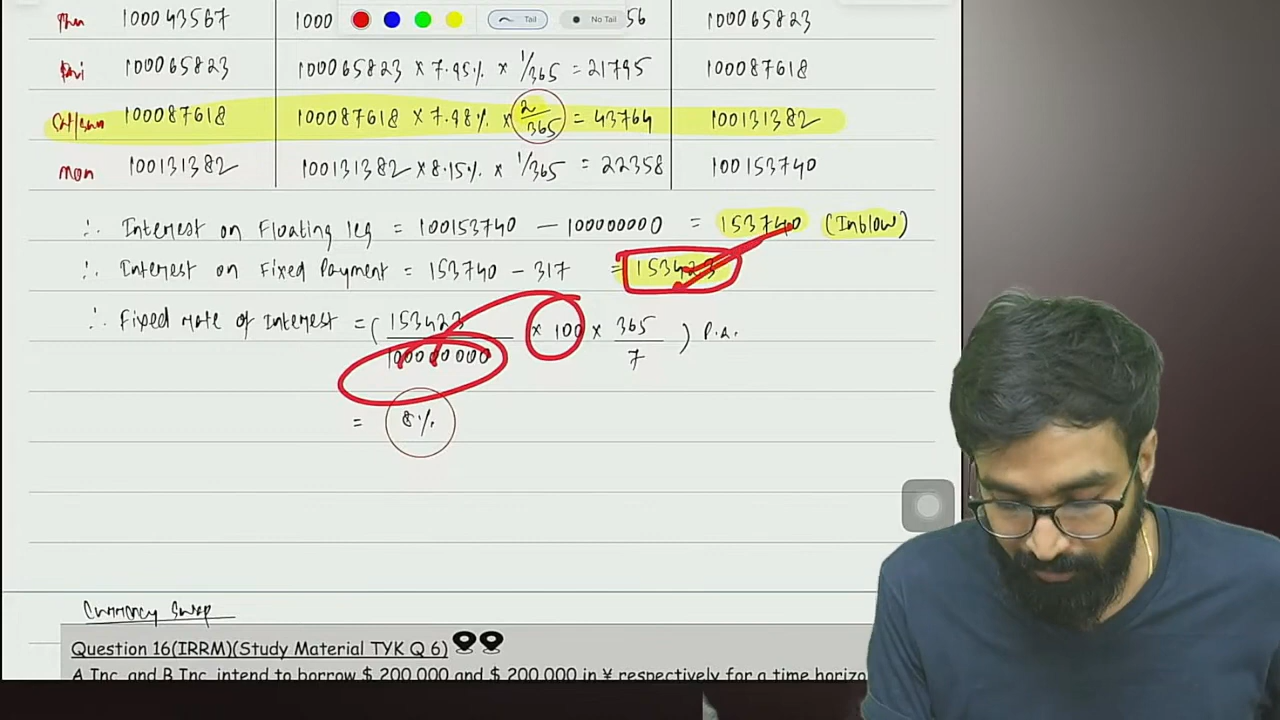 Thu 100043567 1000 56 100065823
Tail No Tail
Fri 100065823 100065823 × 7.95% × 1/365 = 21795 100087618
Sat/Sun 100087618 100087618 × 7.98% × 2/365 = 43764 100131382
Mon 100131382 100131382 × 8.15% × 1/365 = 22358 100153740
∴ Interest on Floating leg = 100153740 – 100000000 = 153740 (Inflow)
∴ Interest on Fixed Payment = 153740 – 317 = 153423
∴ Fixed Rate of Interest = ( 153423 / 100000000 × 100 × 365 / 7 ) P.a.
= 8%
Currency Swap
Question 16(IRRM)(Study Material TYK Q 6)
A Inc. and B Inc. intend to borrow $ 200,000 and $ 200,000 in ¥ respectively for a time horizo